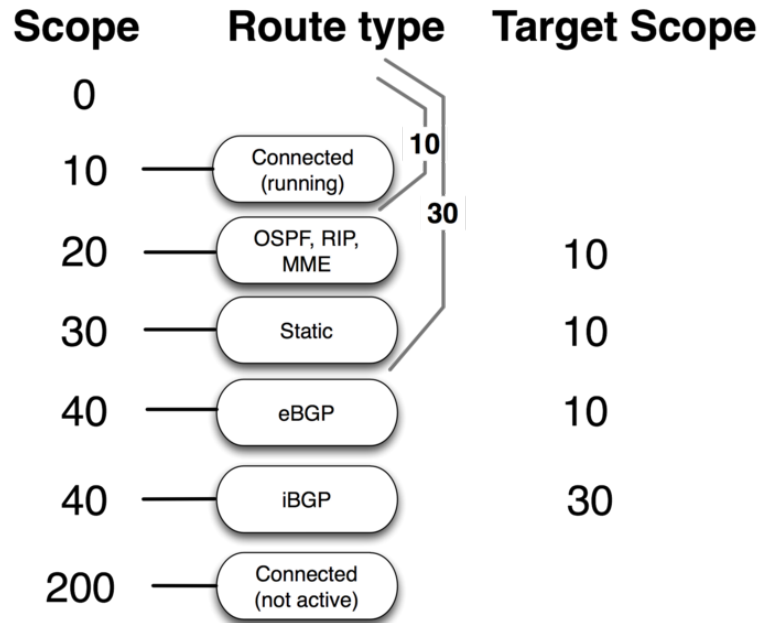 Scope Route type Target Scope
0
10 Connected
(running)
10
30
20 OSPF, RIP,
MME 10
30 Static 10
40 eBGP 10
40 iBGP 30
200 Connected
(not active)